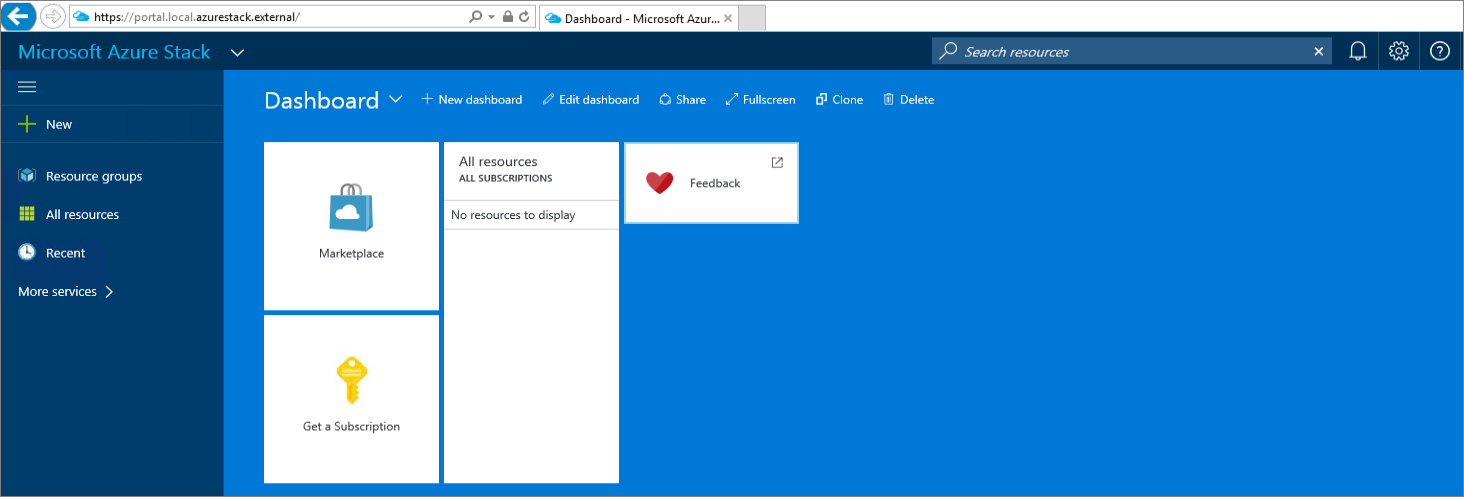 https://portal.local.azurestack.external/
Dashboard - Microsoft Azur...
Microsoft Azure Stack
Search resources
Dashboard
New dashboard
Edit dashboard
Share
Fullscreen
Clone
Delete
New
Resource groups
All resources
Recent
More services
Marketplace
Get a Subscription
All resources
ALL SUBSCRIPTIONS
No resources to display
Feedback